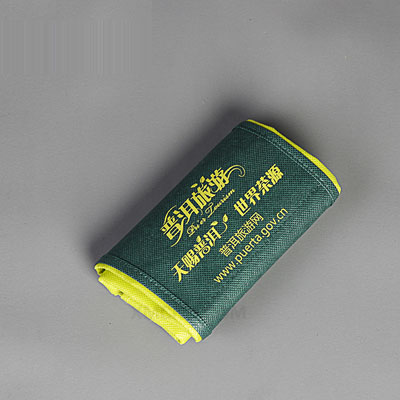 普洱旅游
Pu'er Tourism
天赐普洱 世界茶源
普洱旅游网
www.puerta.gov.cn